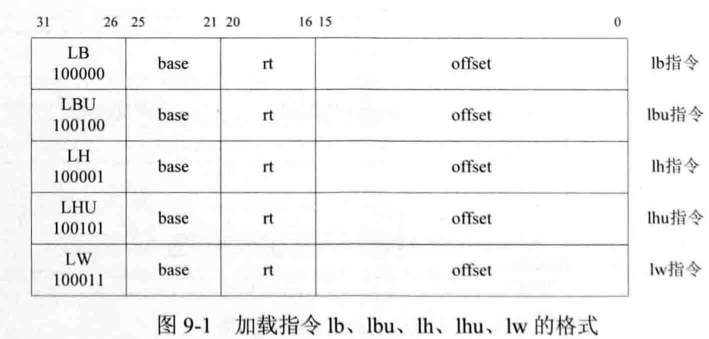 31 26 25 21 20 16 15 0
LB
100000 base rt offset lb指令
LBU
100100 base rt offset lbu指令
LH
100001 base rt offset lh指令
LHU
100101 base rt offset lhu指令
LW
100011 base rt offset lw指令
图 9-1 加载指令 lb、lbu、lh、lhu、lw 的格式